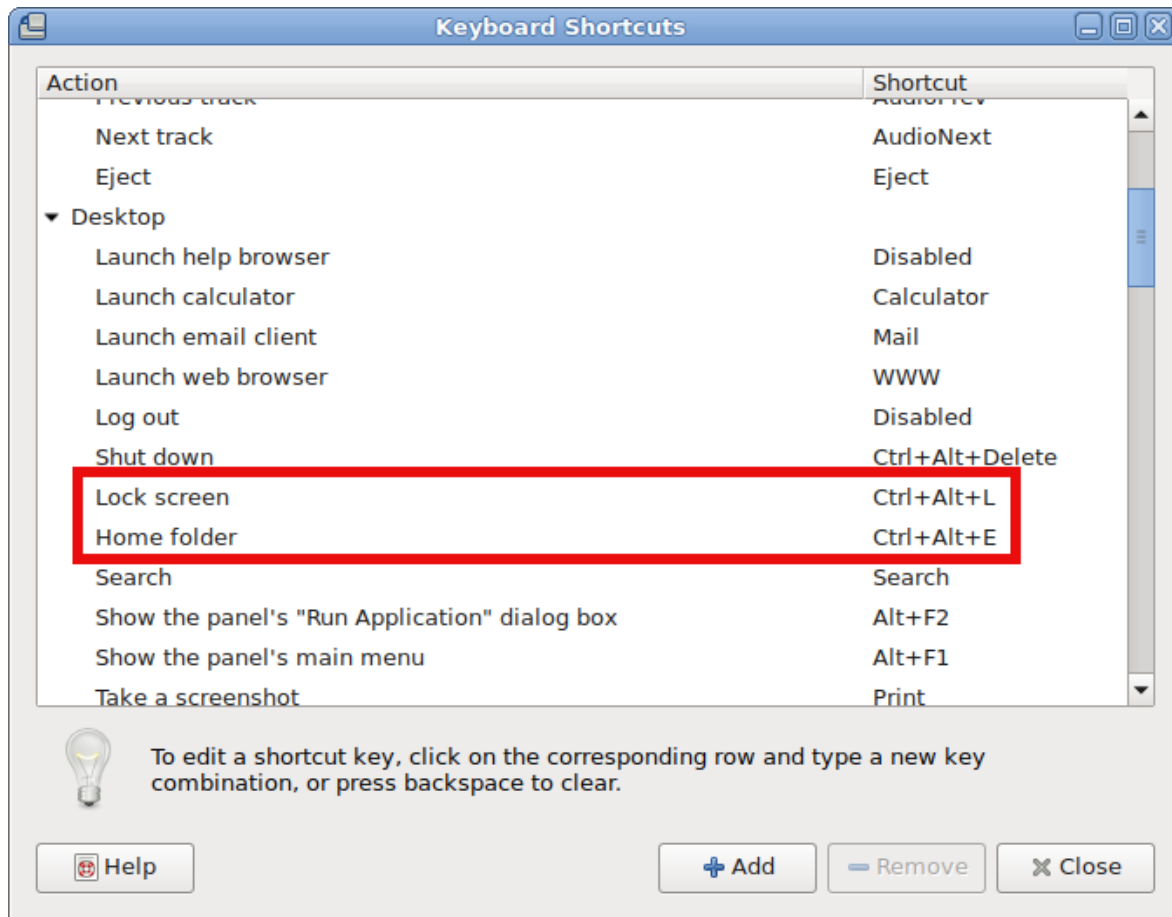 Keyboard Shortcuts
Action Shortcut
Previous track AudioPrev
Next track AudioNext
Eject Eject
Desktop
Launch help browser Disabled
Launch calculator Calculator
Launch email client Mail
Launch web browser WWW
Log out Disabled
Shut down Ctrl+Alt+Delete
Lock screen Ctrl+Alt+L
Home folder Ctrl+Alt+E
Search Search
Show the panel's "Run Application" dialog box Alt+F2
Show the panel's main menu Alt+F1
Take a screenshot Print
To edit a shortcut key, click on the corresponding row and type a new key
combination, or press backspace to clear.
Help Add Remove Close